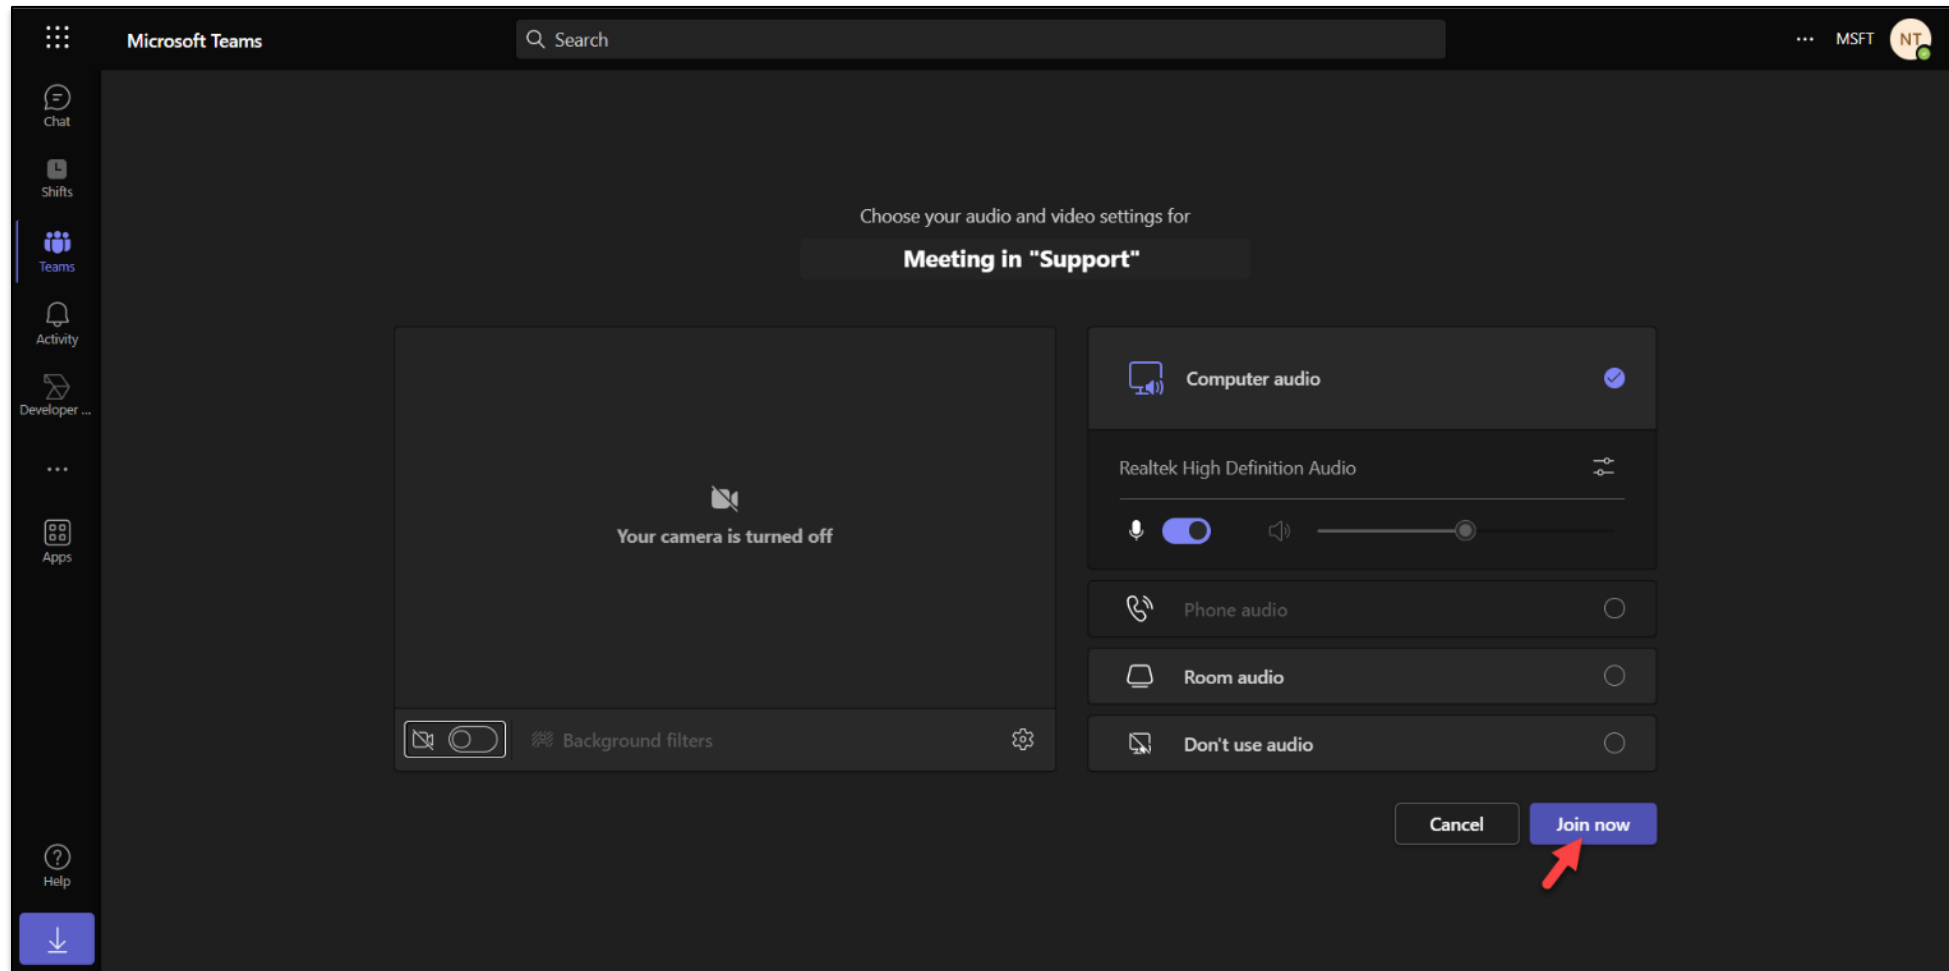 Microsoft Teams
Search
MSFT
NT
Chat
Shifts
Teams
Activity
Developer ...
Apps
Help
Choose your audio and video settings for
Meeting in "Support"
Your camera is turned off
Background filters
Computer audio
Realtek High Definition Audio
Phone audio
Room audio
Don't use audio
Cancel
Join now